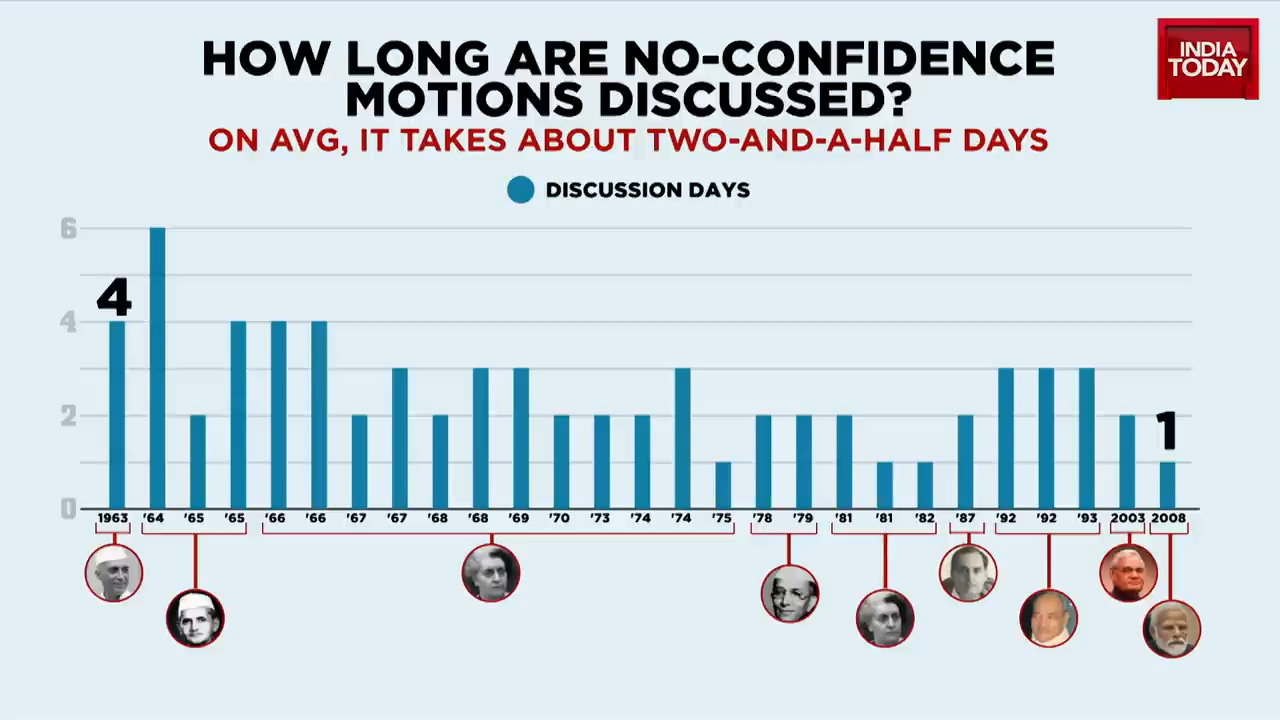 HOW LONG ARE NO-CONFIDENCE
MOTIONS DISCUSSED?
ON AVG, IT TAKES ABOUT TWO-AND-A-HALF DAYS
INDIA
TODAY
DISCUSSION DAYS
6
4
2
0
4
1
1963 '64 '65 '65 '66 '66 '67 '67 '68 '68 '69 '70 '73 '74 '74 '75 '78 '79 '81 '81 '82 '87 '92 '92 '93 2003 2008